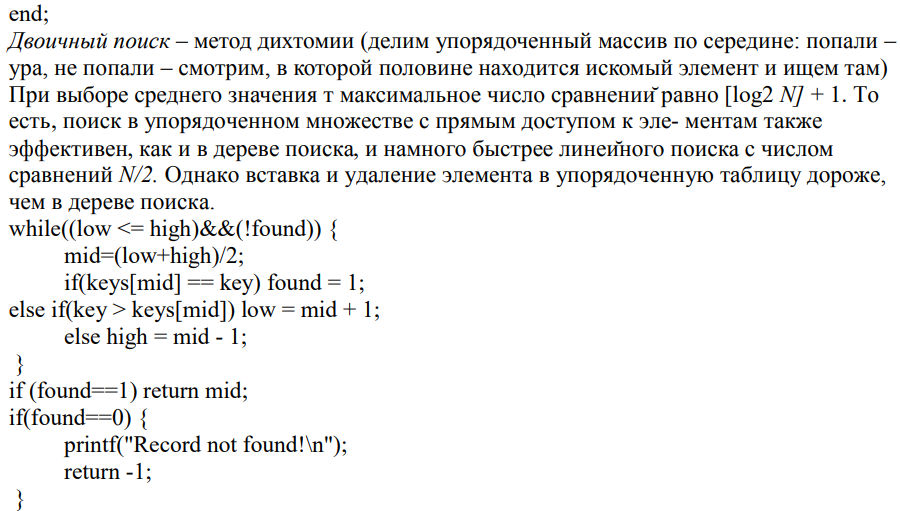 end;
Двоичный поиск – метод дихтомии (делим упорядоченный массив по середине: попали –
ура, не попали – смотрим, в которой половине находится искомый элемент и ищем там)
При выборе среднего значения т максимальное число сравнений равно [log2 N] + 1. То
есть, поиск в упорядоченном множестве с прямым доступом к эле- ментам также
эффективен, как и в дереве поиска, и намного быстрее линейного поиска с числом
сравнений N/2. Однако вставка и удаление элемента в упорядоченную таблицу дороже,
чем в дереве поиска.
while((low <= high)&&(!found)) {
mid=(low+high)/2;
if(keys[mid] == key) found = 1;
else if(key > keys[mid]) low = mid + 1;
else high = mid - 1;
}
if (found==1) return mid;
if(found==0) {
printf("Record not found!\n");
return -1;
}